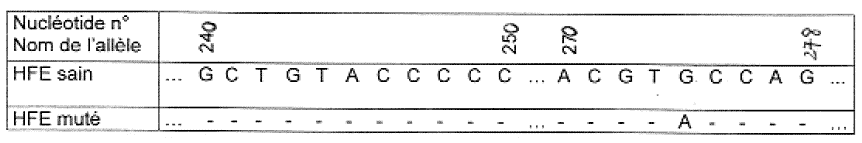 Nucléotide n°
Nom de l'allèle
240 250 270 278
HFE sain ... G C T G T A C C C C C ... A C G T G C C A G ...
HFE muté ... - - - - - - - - - - - ... - - - - A - - - - ...